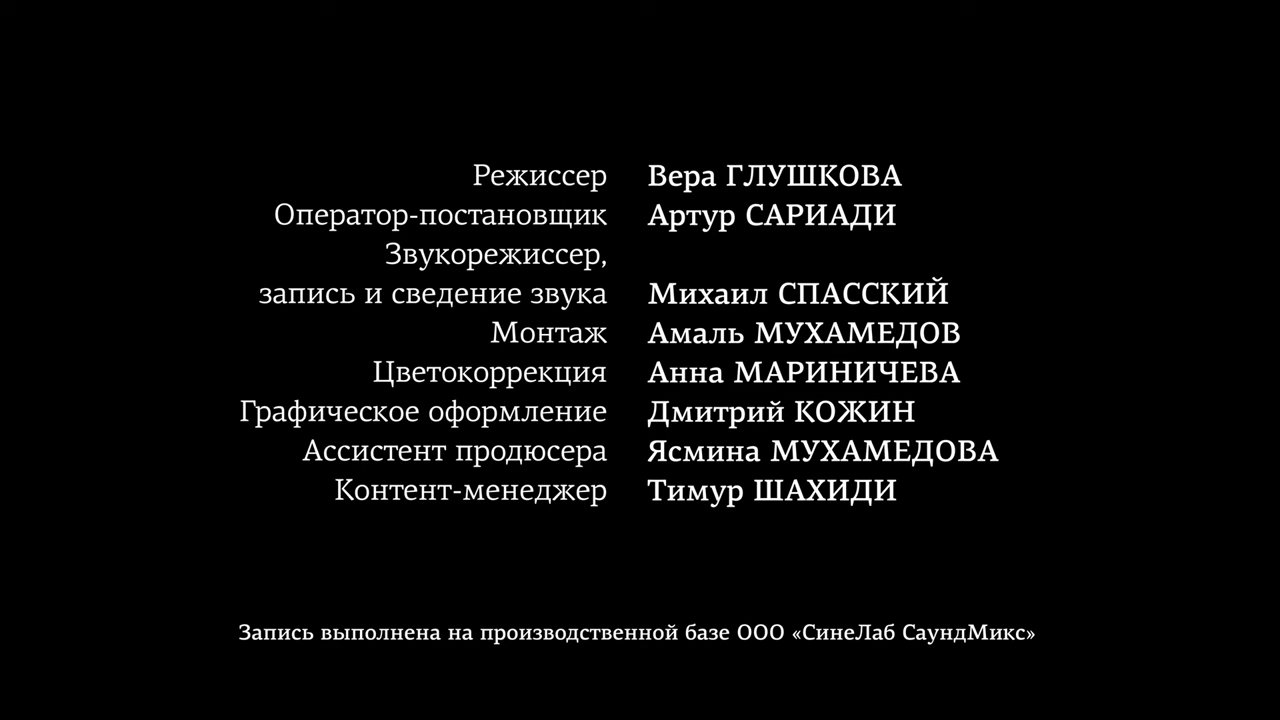 Режиссер Вера ГЛУШКОВА
Оператор-постановщик Артур САРИАДИ
Звукорежиссер,
запись и сведение звука Михаил СПАССКИЙ
Монтаж Амаль МУХАМЕДОВ
Цветокоррекция Анна МАРИНИЧЕВА
Графическое оформление Дмитрий КОЖИН
Ассистент продюсера Ясмина МУХАМЕДОВА
Контент-менеджер Тимур ШАХИДИ
Запись выполнена на производственной базе ООО «СинеЛаб СаундМикс»